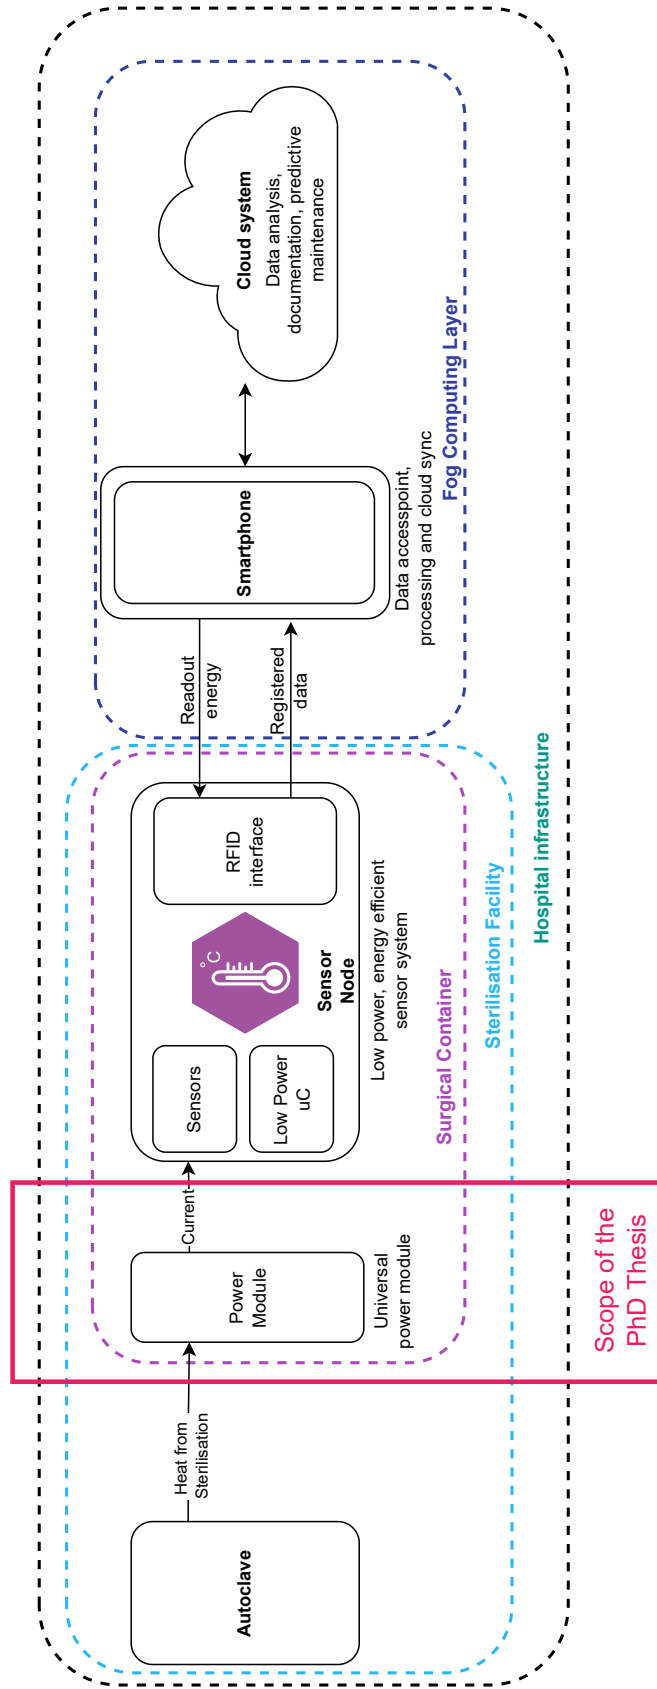 Autoclave
Heat from
Sterilisation
Power
Module
Universal
power module
Current
Sensors
Low Power
uC
°C
Sensor
Node
RFID
interface
Low power, energy efficient
sensor system
Readout
energy
Registered
data
Smartphone
Data accesspoint,
processing and cloud sync
Cloud system
Data analysis,
documentation, predictive
maintenance
Fog Computing Layer
Surgical Container
Sterilisation Facility
Hospital infrastructure
Scope of the
PhD Thesis